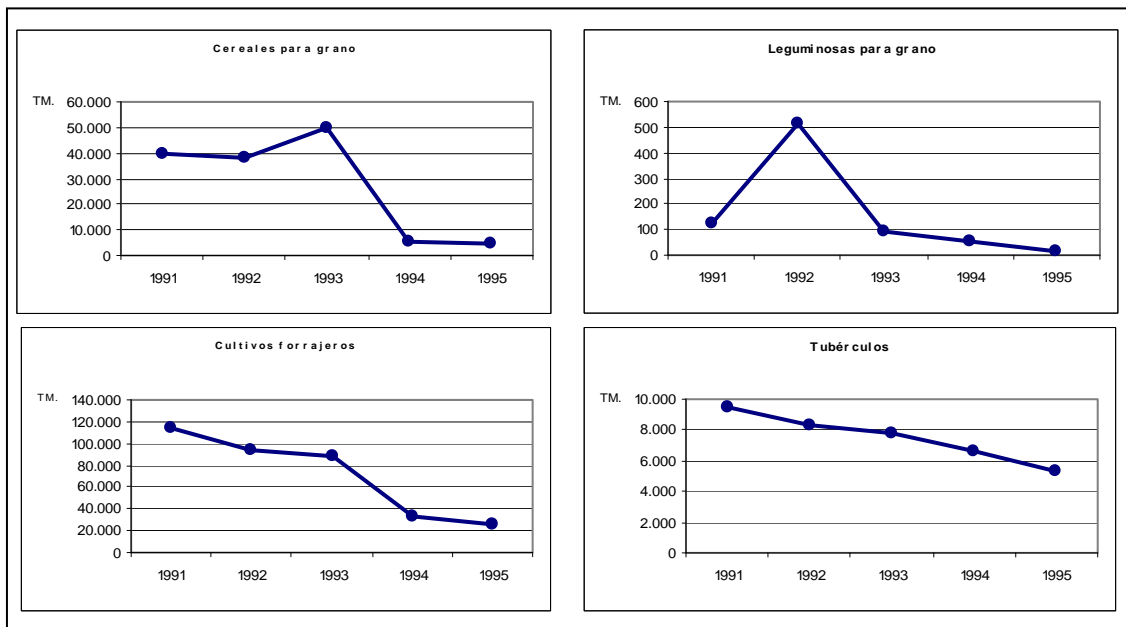 Cereales para grano
TM.
60.000
50.000
40.000
30.000
20.000
10.000
0
1991 1992 1993 1994 1995
Leguminosas para grano
TM.
600
500
400
300
200
100
0
1991 1992 1993 1994 1995
Cultivos forrajeros
TM.
140.000
120.000
100.000
80.000
60.000
40.000
20.000
0
1991 1992 1993 1994 1995
Tubérculos
TM.
10.000
8.000
6.000
4.000
2.000
0
1991 1992 1993 1994 1995